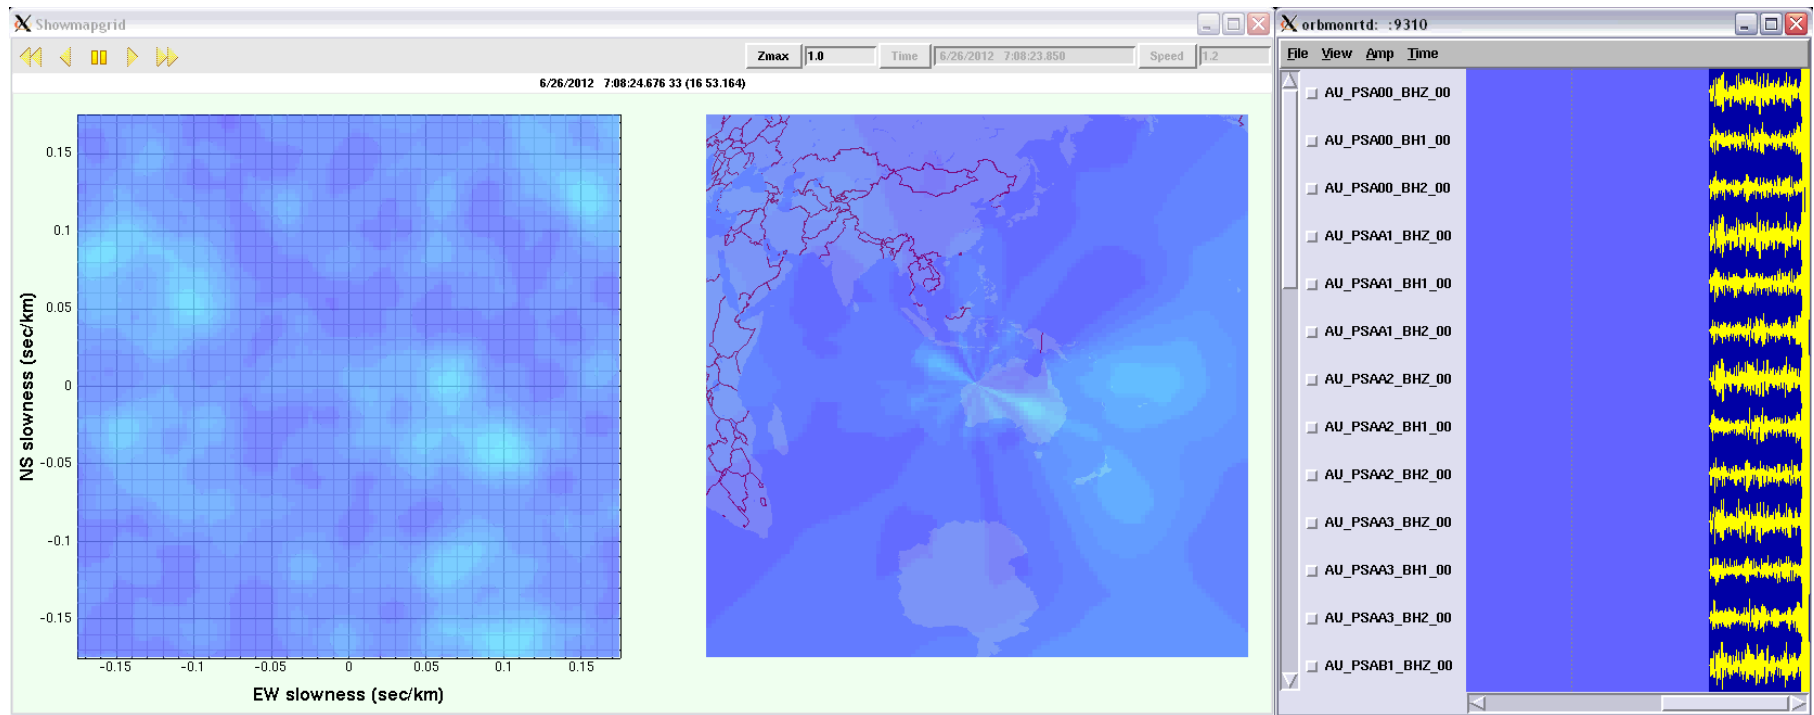 Showmapgrid
Zmax 1.0 Time 6/26/2012 7:08:23.850 Speed 1.2
6/26/2012 7:08:24.676 33 (16 53.164)
0.15
0.1
0.05
0
-0.05
-0.1
-0.15
NS slowness (sec/km)
-0.15 -0.1 -0.05 0 0.05 0.1 0.15
EW slowness (sec/km)
orbmonrtd: :9310
File View Amp Time
AU_PSA00_BHZ_00
AU_PSA00_BH1_00
AU_PSA00_BH2_00
AU_PSAA1_BHZ_00
AU_PSAA1_BH1_00
AU_PSAA1_BH2_00
AU_PSAA2_BHZ_00
AU_PSAA2_BH1_00
AU_PSAA2_BH2_00
AU_PSAA3_BHZ_00
AU_PSAA3_BH1_00
AU_PSAA3_BH2_00
AU_PSAB1_BHZ_00